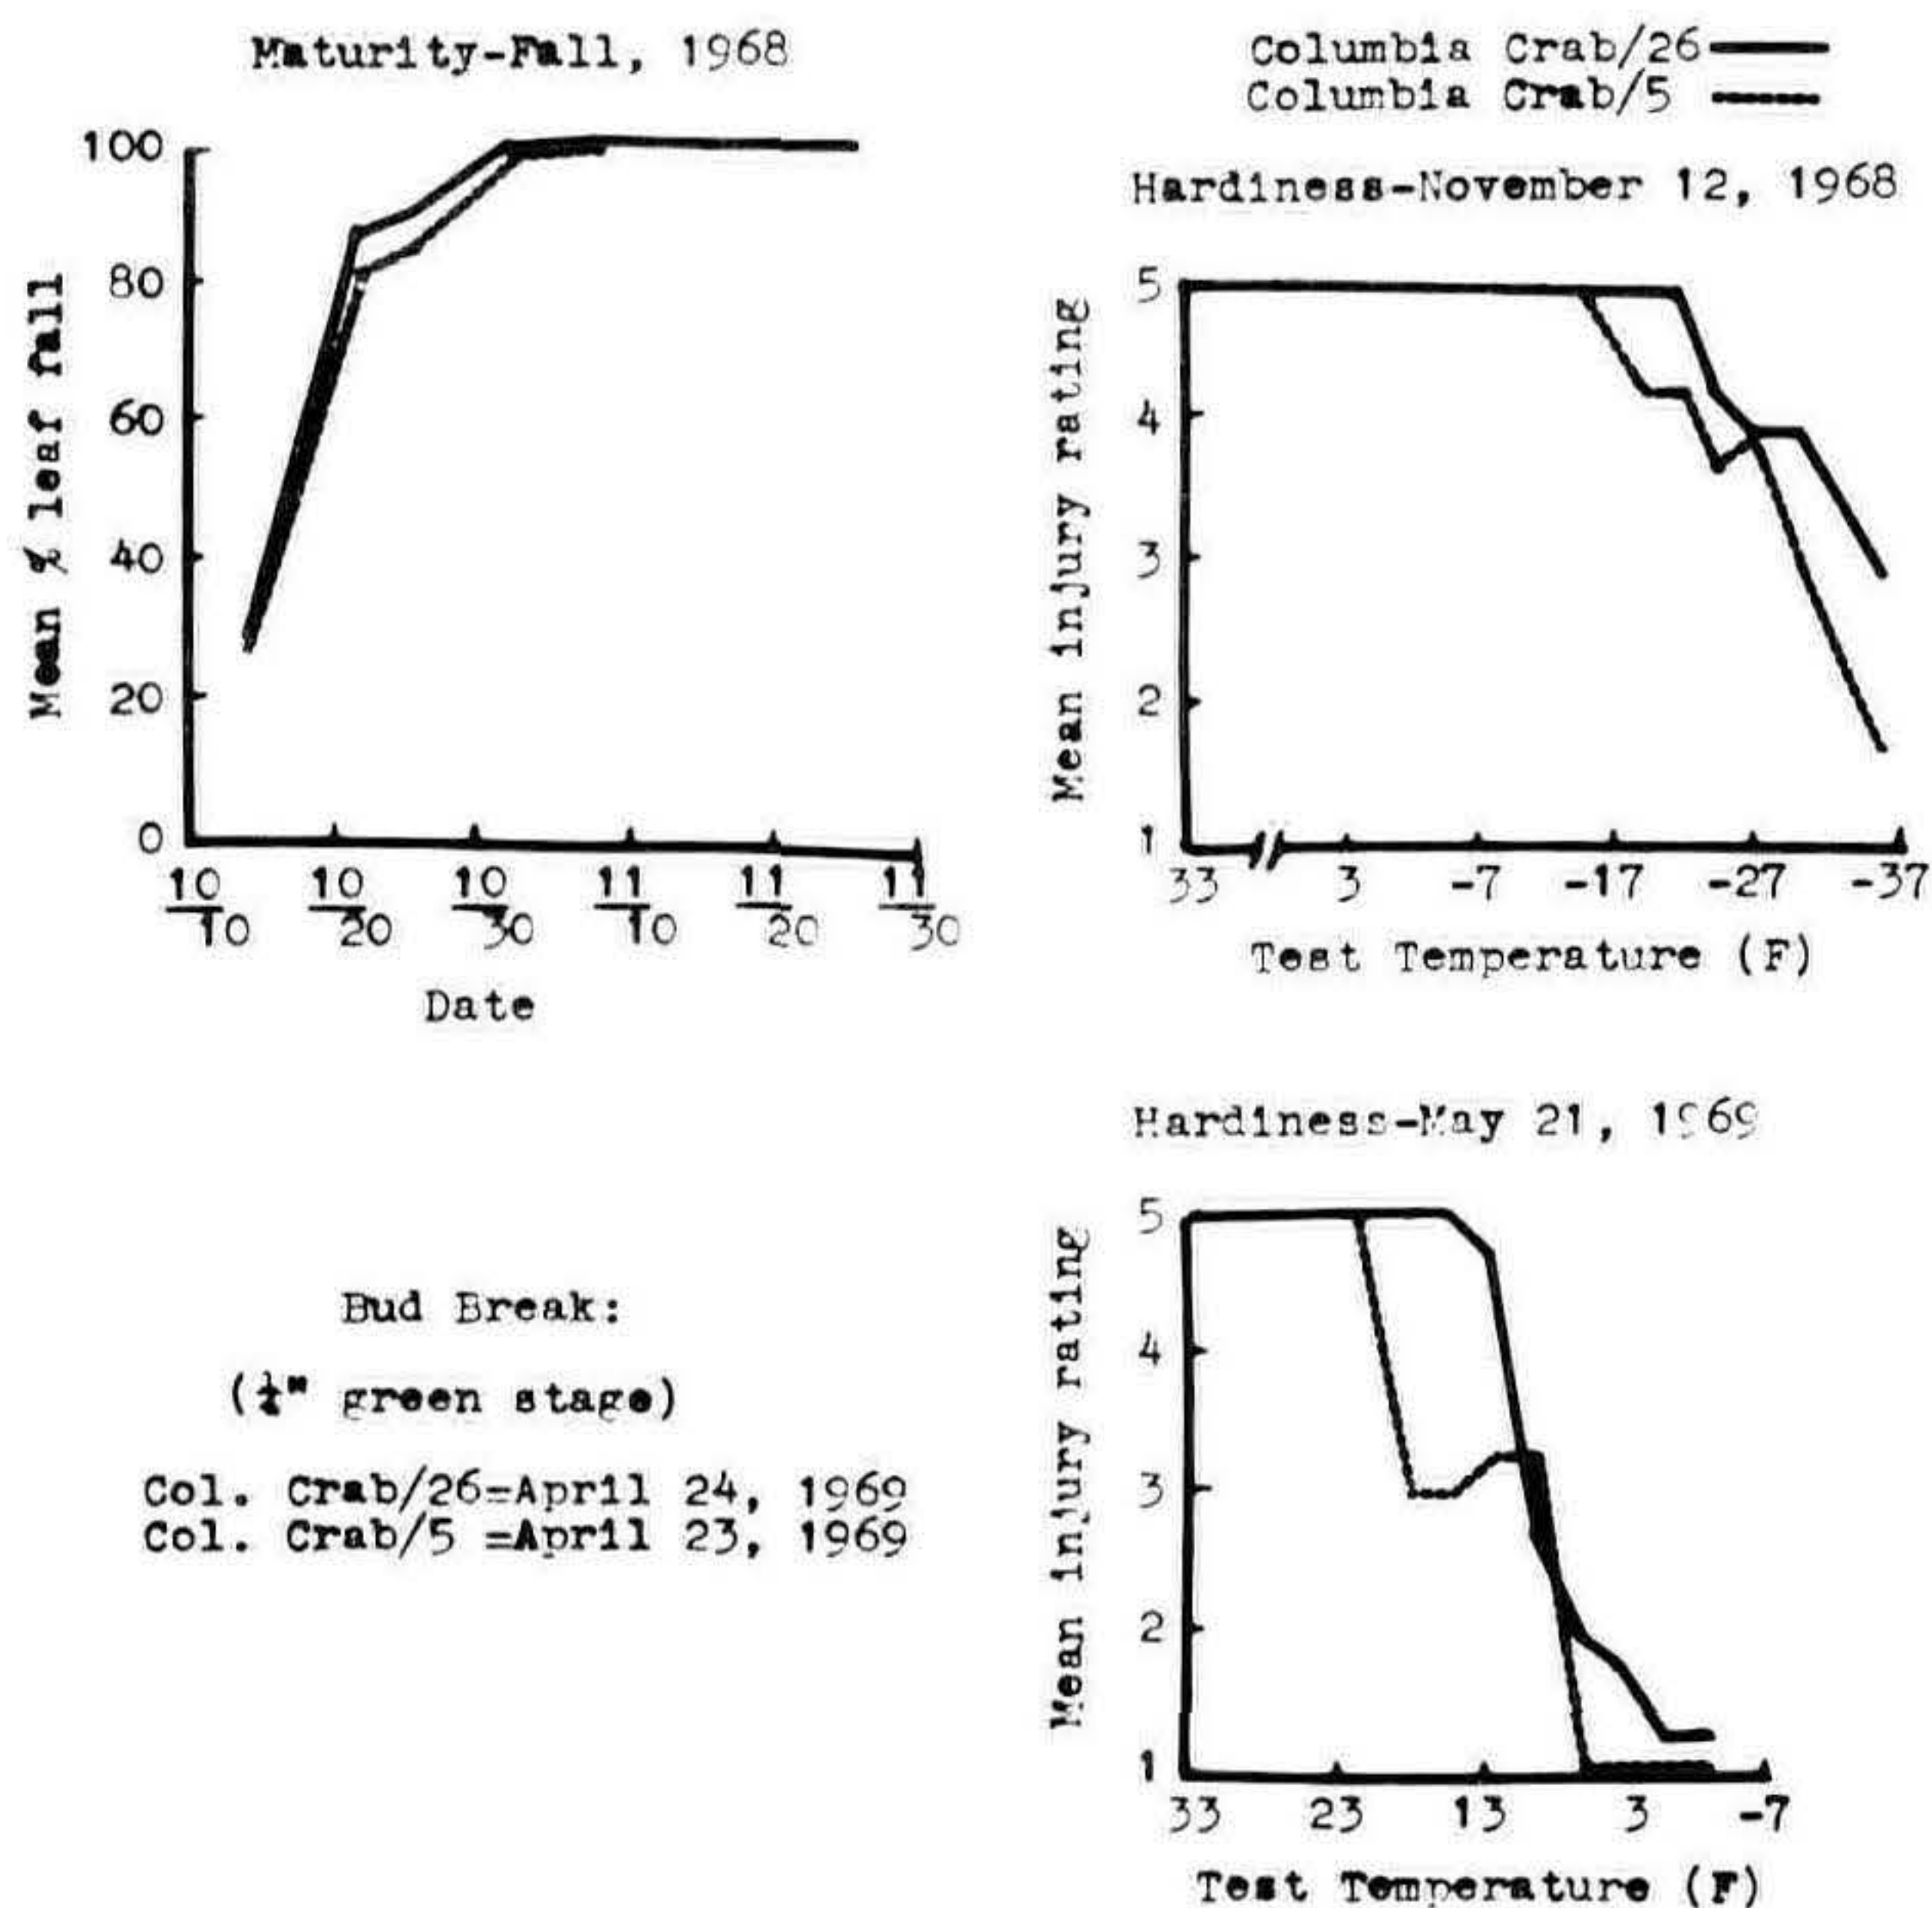 Maturity-Fall, 1968
Mean % leaf fall
100
80
60
40
20
0
10/10 10/20 10/30 11/10 11/20 11/30
Date
Columbia Crab/26
Columbia Crab/5
Hardiness-November 12, 1968
Mean injury rating
5
4
3
2
1
33 3 -7 -17 -27 -37
Test Temperature (F)
Bud Break:
(¼" green stage)
Col. Crab/26=April 24, 1969
Col. Crab/5 =April 23, 1969
Hardiness-May 21, 1969
Mean injury rating
5
4
3
2
1
33 23 13 3 -7
Test Temperature (F)